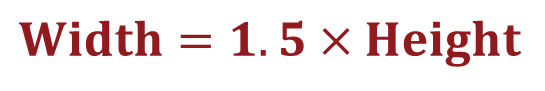 Width = 1.5 × Height